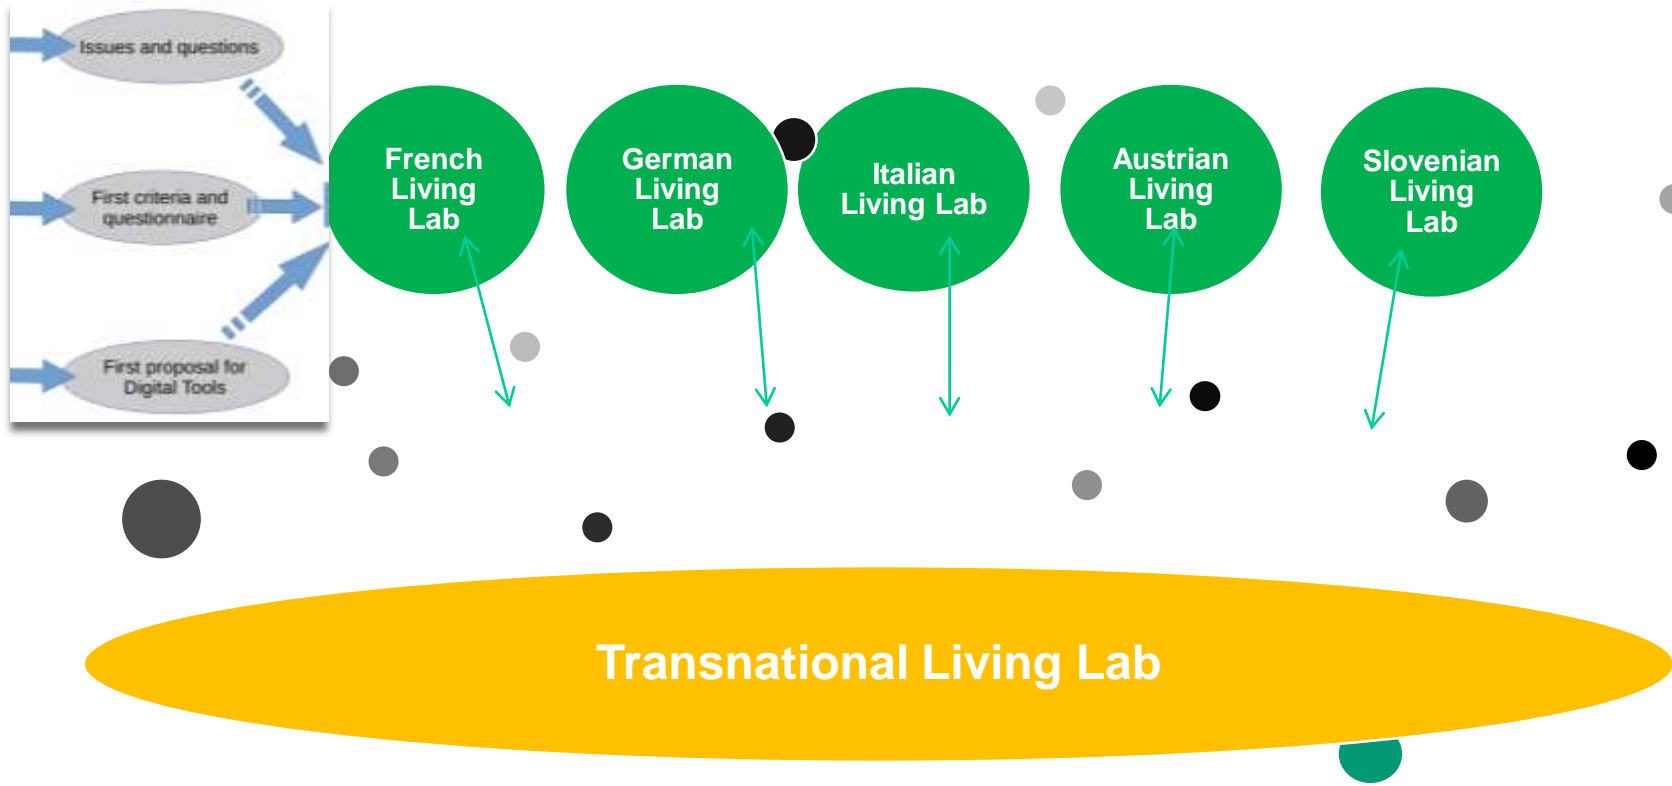 Issues and questions
First criteria and
questionnaire
First proposal for
Digital Tools
French
Living
Lab
German
Living
Lab
Italian
Living Lab
Austrian
Living
Lab
Slovenian
Living
Lab
Transnational Living Lab